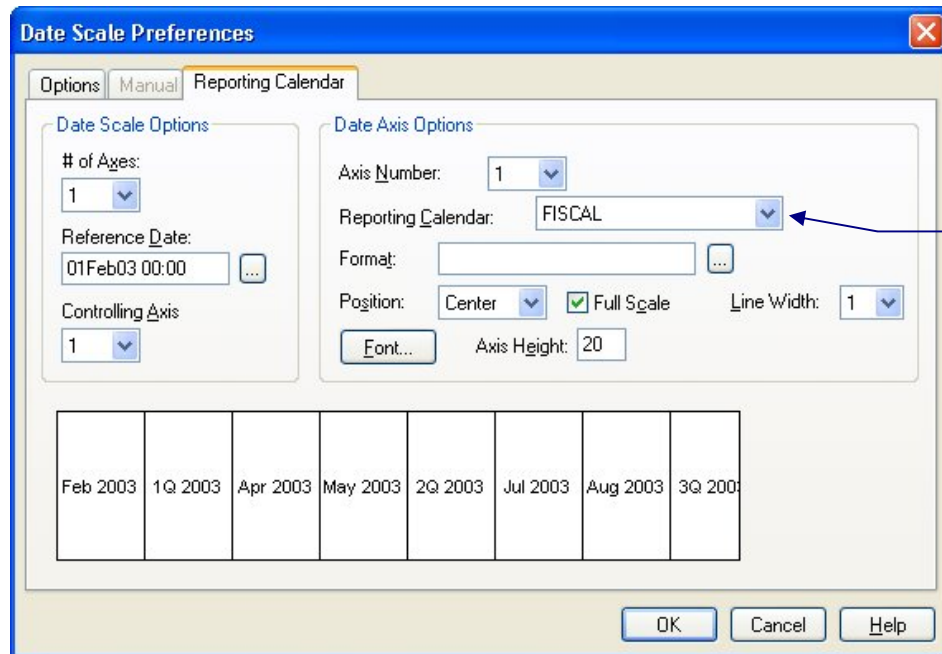 Date Scale Preferences
Options Manual Reporting Calendar
Date Scale Options
# of Axes:
1
Reference Date:
01Feb03 00:00
...
Controlling Axis
1
Date Axis Options
Axis Number: 1
Reporting Calendar: FISCAL
Format: ...
Position: Center Full Scale Line Width: 1
Font... Axis Height: 20
Feb 2003 1Q 2003 Apr 2003 May 2003 2Q 2003 Jul 2003 Aug 2003 3Q 200
OK Cancel Help